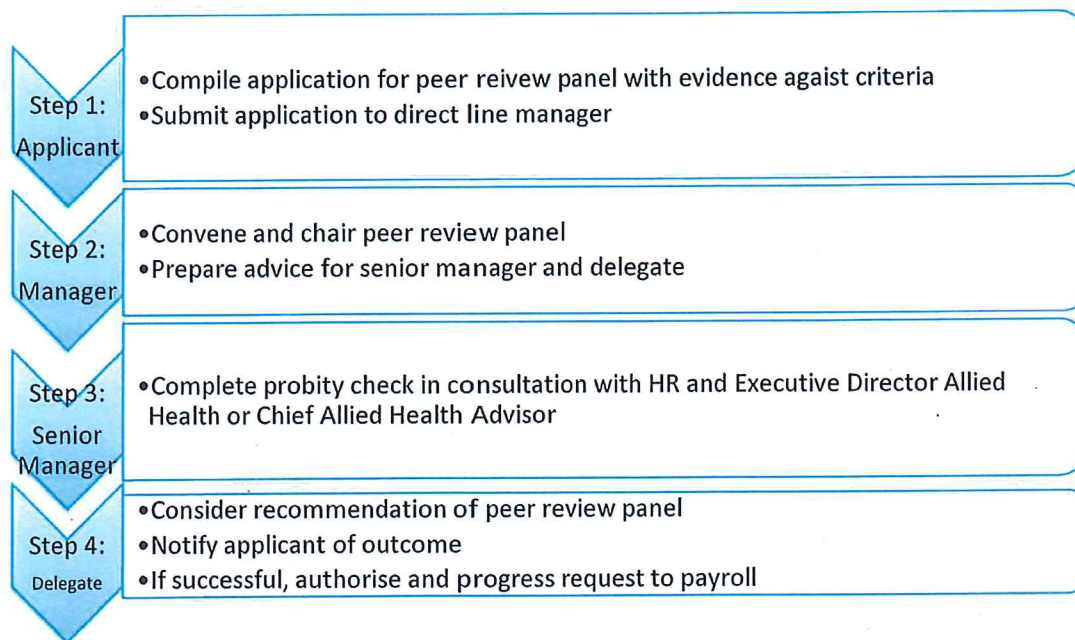 Step 1:
Applicant
•Compile application for peer reivew panel with evidence agaist criteria
•Submit application to direct line manager
Step 2:
Manager
•Convene and chair peer review panel
•Prepare advice for senior manager and delegate
Step 3:
Senior
Manager
•Complete probity check in consultation with HR and Executive Director Allied
Health or Chief Allied Health Advisor
Step 4:
Delegate
•Consider recommendation of peer review panel
•Notify applicant of outcome
•If successful, authorise and progress request to payroll